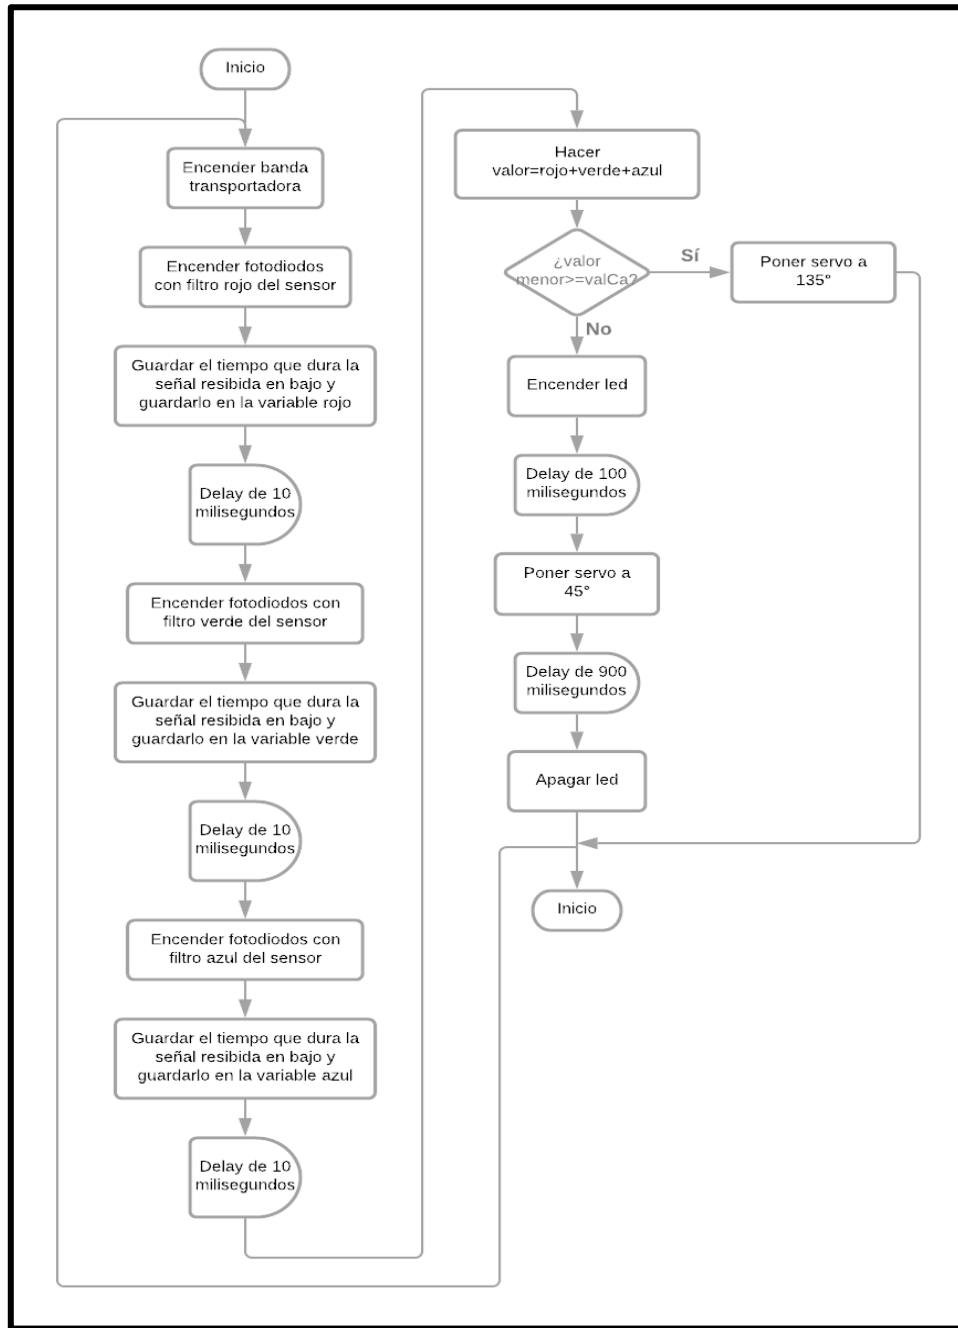 Inicio
Encender banda
transportadora
Encender fotodiodos
con filtro rojo del sensor
Guardar el tiempo que dura la
señal resibida en bajo y
guardarlo en la variable rojo
Delay de 10
milisegundos
Encender fotodiodos con
filtro verde del sensor
Guardar el tiempo que dura la
señal resibida en bajo y
guardarlo en la variable verde
Delay de 10
milisegundos
Encender fotodiodos con
filtro azul del sensor
Guardar el tiempo que dura la
señal resibida en bajo y
guardarlo en la variable azul
Delay de 10
milisegundos
Hacer
valor=rojo+verde+azul
¿valor
menor>=valCa?
Sí
Poner servo a
135°
No
Encender led
Delay de 100
milisegundos
Poner servo a
45°
Delay de 900
milisegundos
Apagar led
Inicio